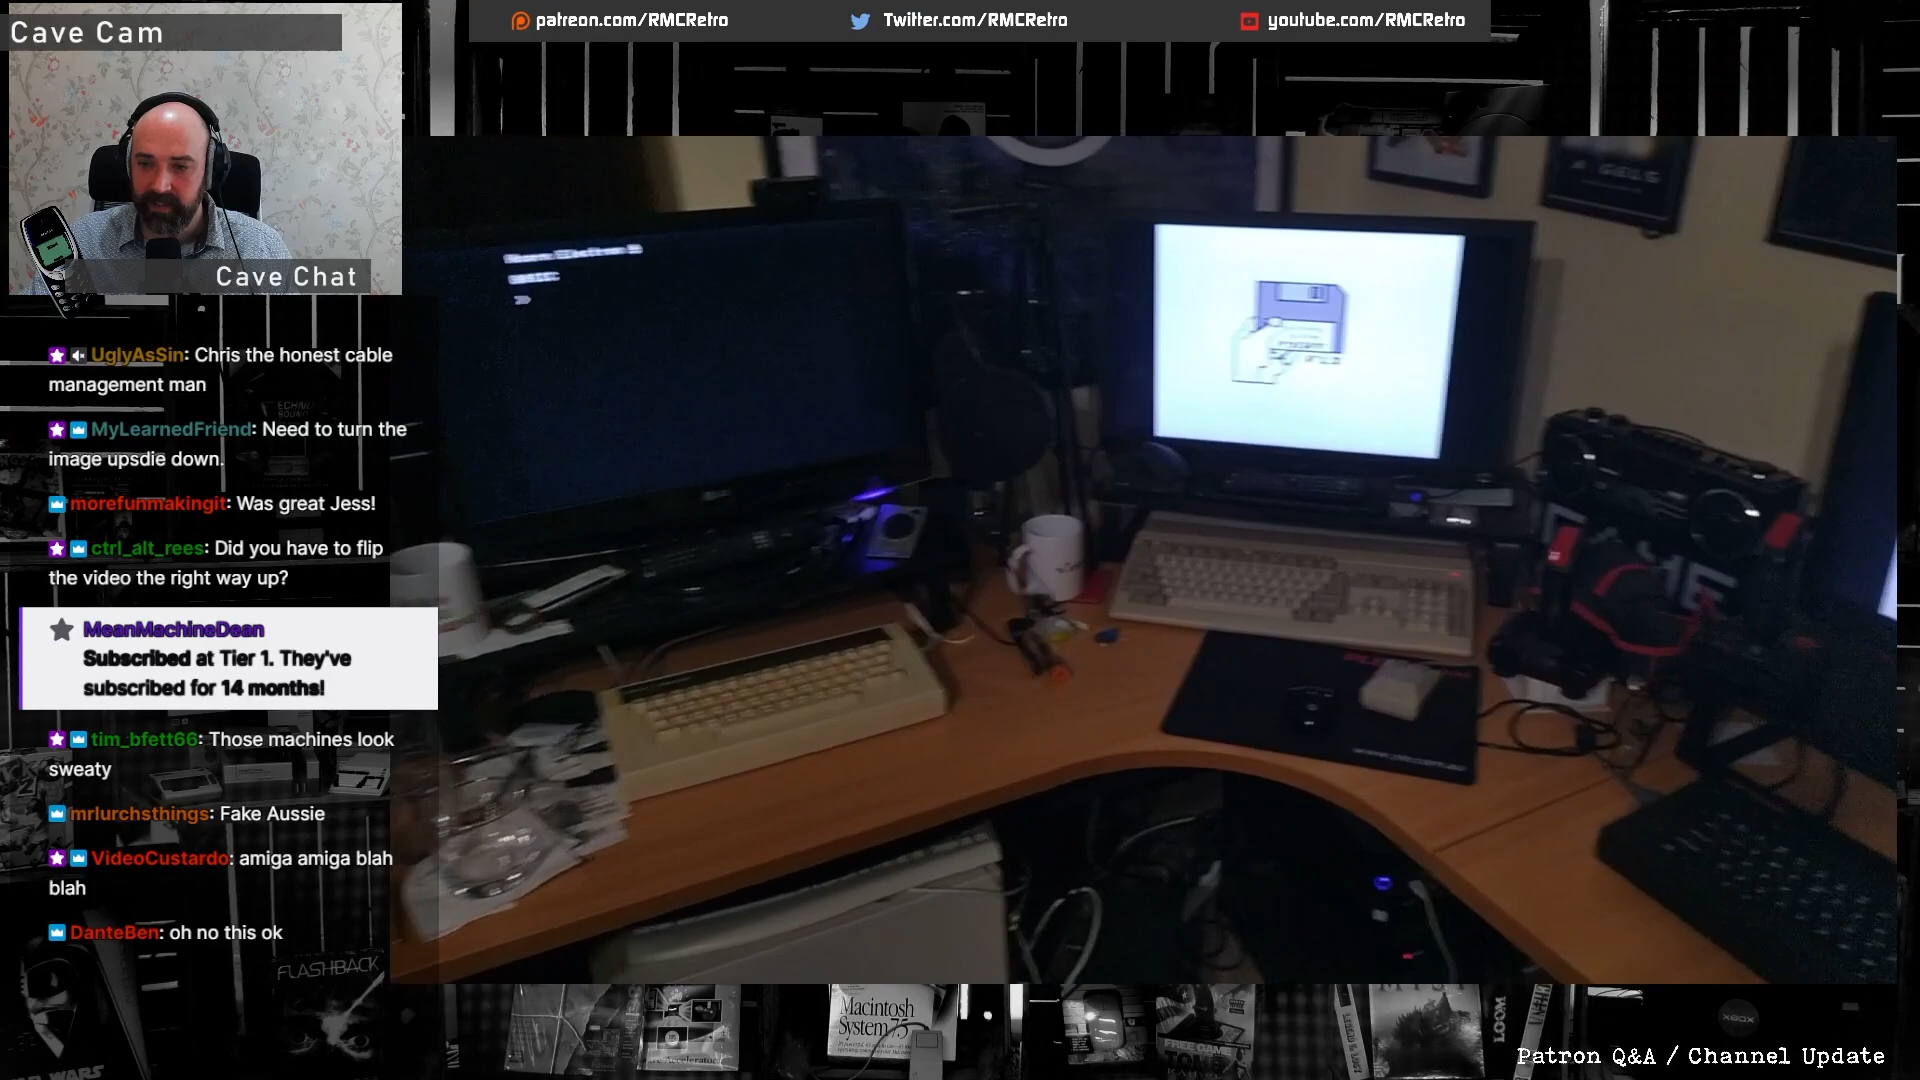 Cave Cam
patreon.com/RMCRetro
Twitter.com/RMCRetro
youtube.com/RMCRetro
Cave Chat
UglyAsSin: Chris the honest cable
management man
MyLearnedFriend: Need to turn the
image upsdie down.
morefunmakingit: Was great Jess!
ctrl_alt_rees: Did you have to flip
the video the right way up?
MeanMachineDean
Subscribed at Tier 1. They've
subscribed for 14 months!
tim_bfett66: Those machines look
sweaty
mrlurchsthings: Fake Aussie
VideoCustardo: amiga amiga blah
blah
DanteBen: oh no this ok
FLASHBACK
Macintosh
System 7.5
FREE GAME
LOOM
XBOX
Patron Q&A / Channel Update